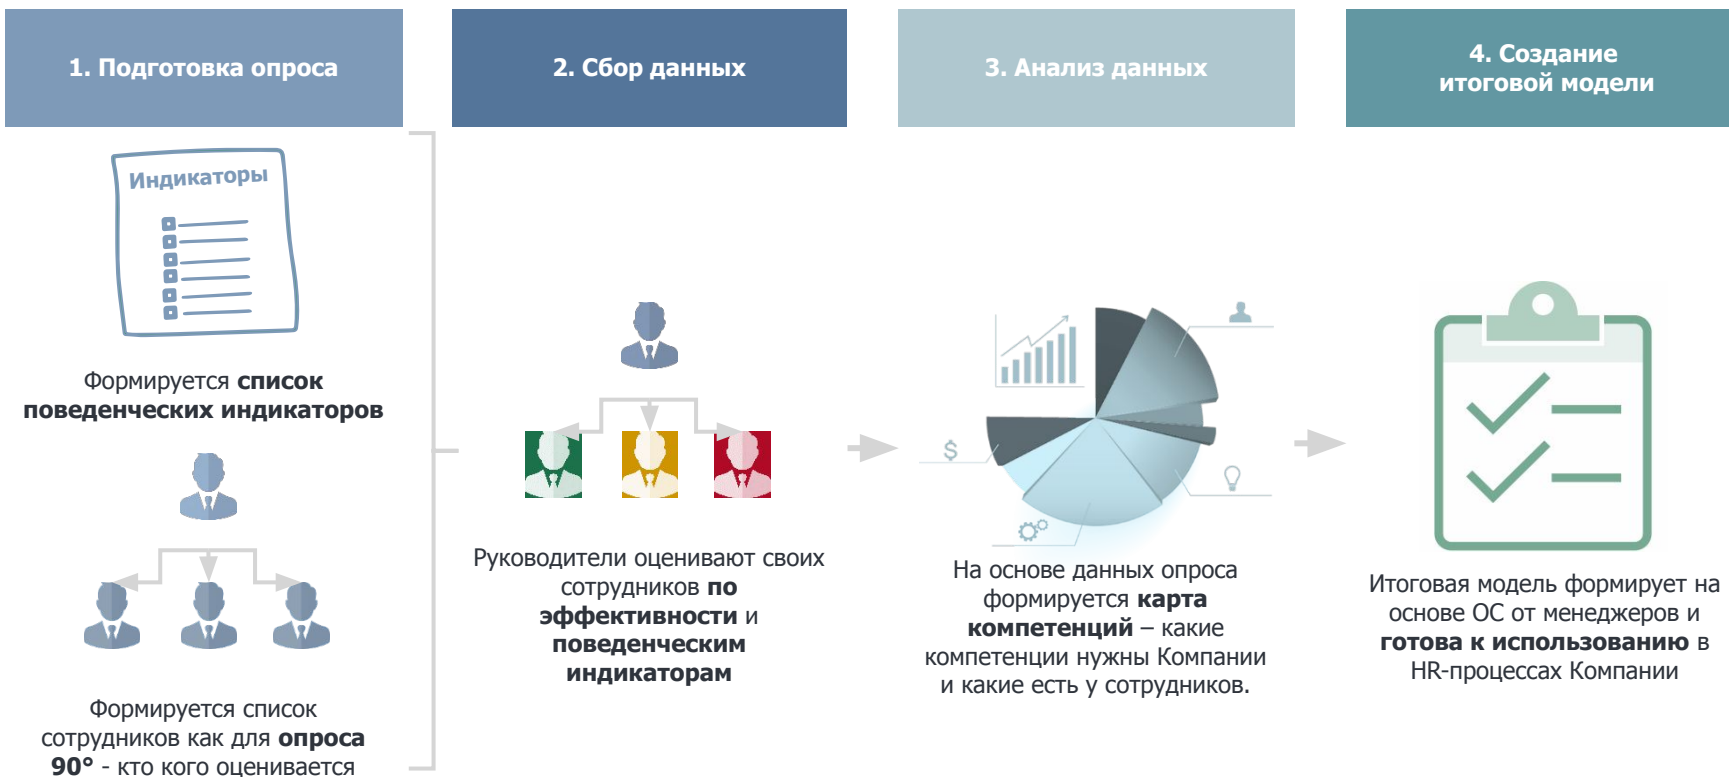 1. Подготовка опроса
Индикаторы
Формируется список
поведенческих индикаторов
Формируется список
сотрудников как для опроса
90° - кто кого оценивается
2. Сбор данных
Руководители оценивают своих
сотрудников по
эффективности и
поведенческим
индикаторам
3. Анализ данных
$
На основе данных опроса
формируется карта
компетенций – какие
компетенции нужны Компании
и какие есть у сотрудников.
4. Создание
итоговой модели
Итоговая модель формирует на
основе ОС от менеджеров и
готова к использованию в
HR-процессах Компании